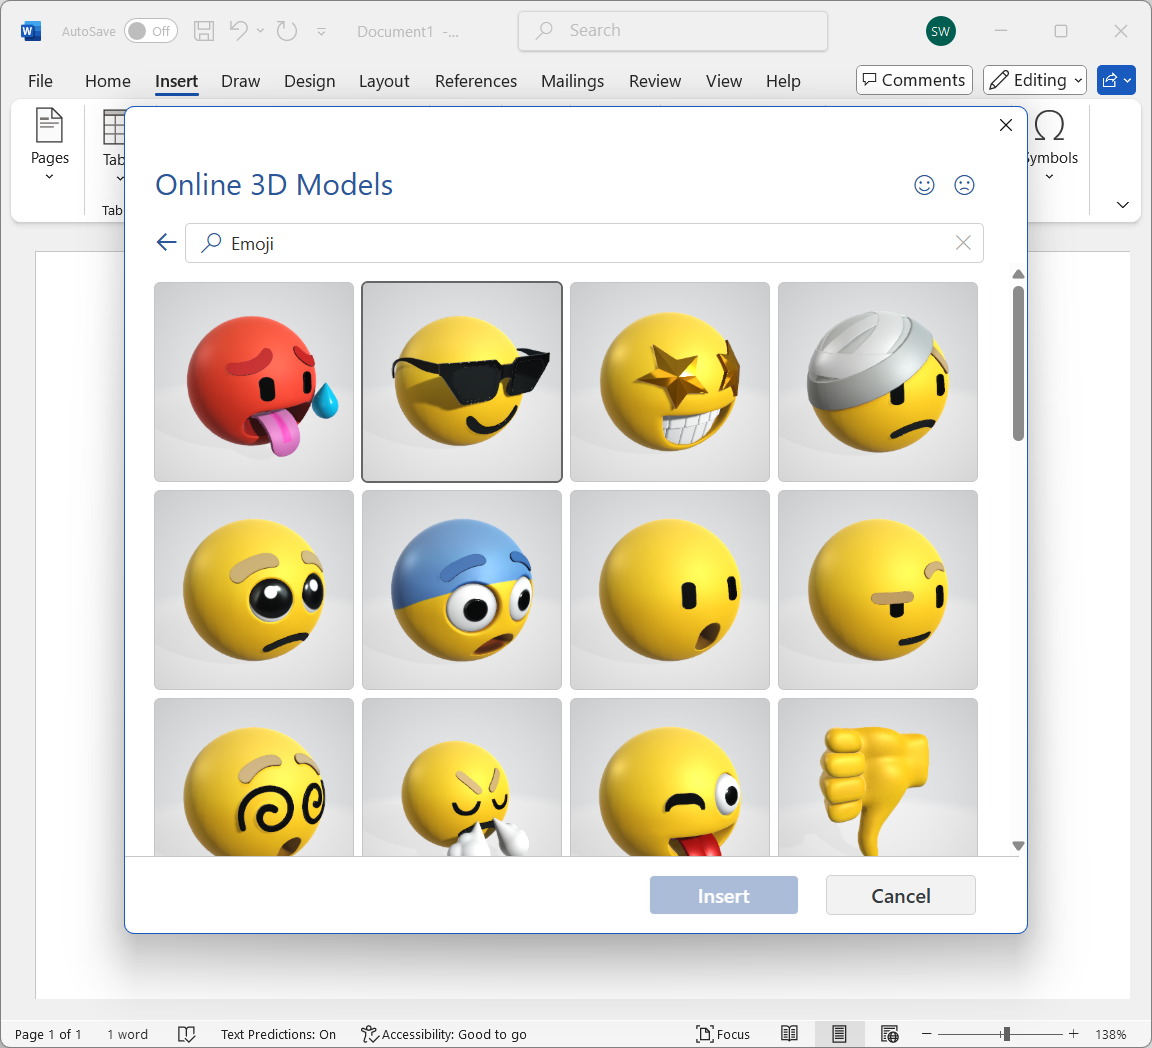 W AutoSave Off Document1 -... Search SW
File Home Insert Draw Design Layout References Mailings Review View Help Comments Editing
Pages
Tab
Tab
ymbols
Online 3D Models
Emoji
Insert Cancel
Page 1 of 1 1 word Text Predictions: On Accessibility: Good to go Focus 138%